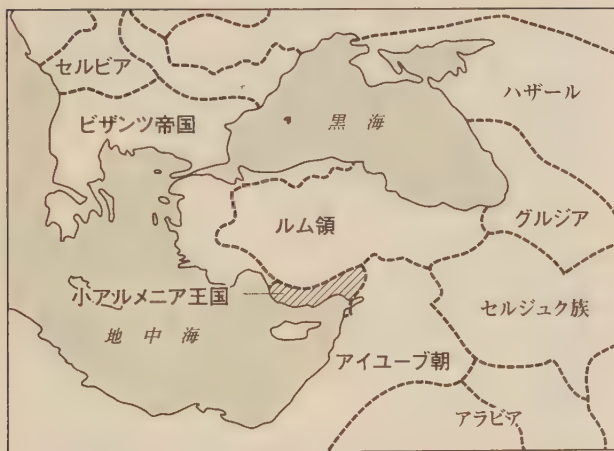 セルビア
ハザール
ビザンツ帝国
黒海
グルジア
ルム領
小アルメニア王国
セルジュク族
地中海
アイユーブ朝
アラビア